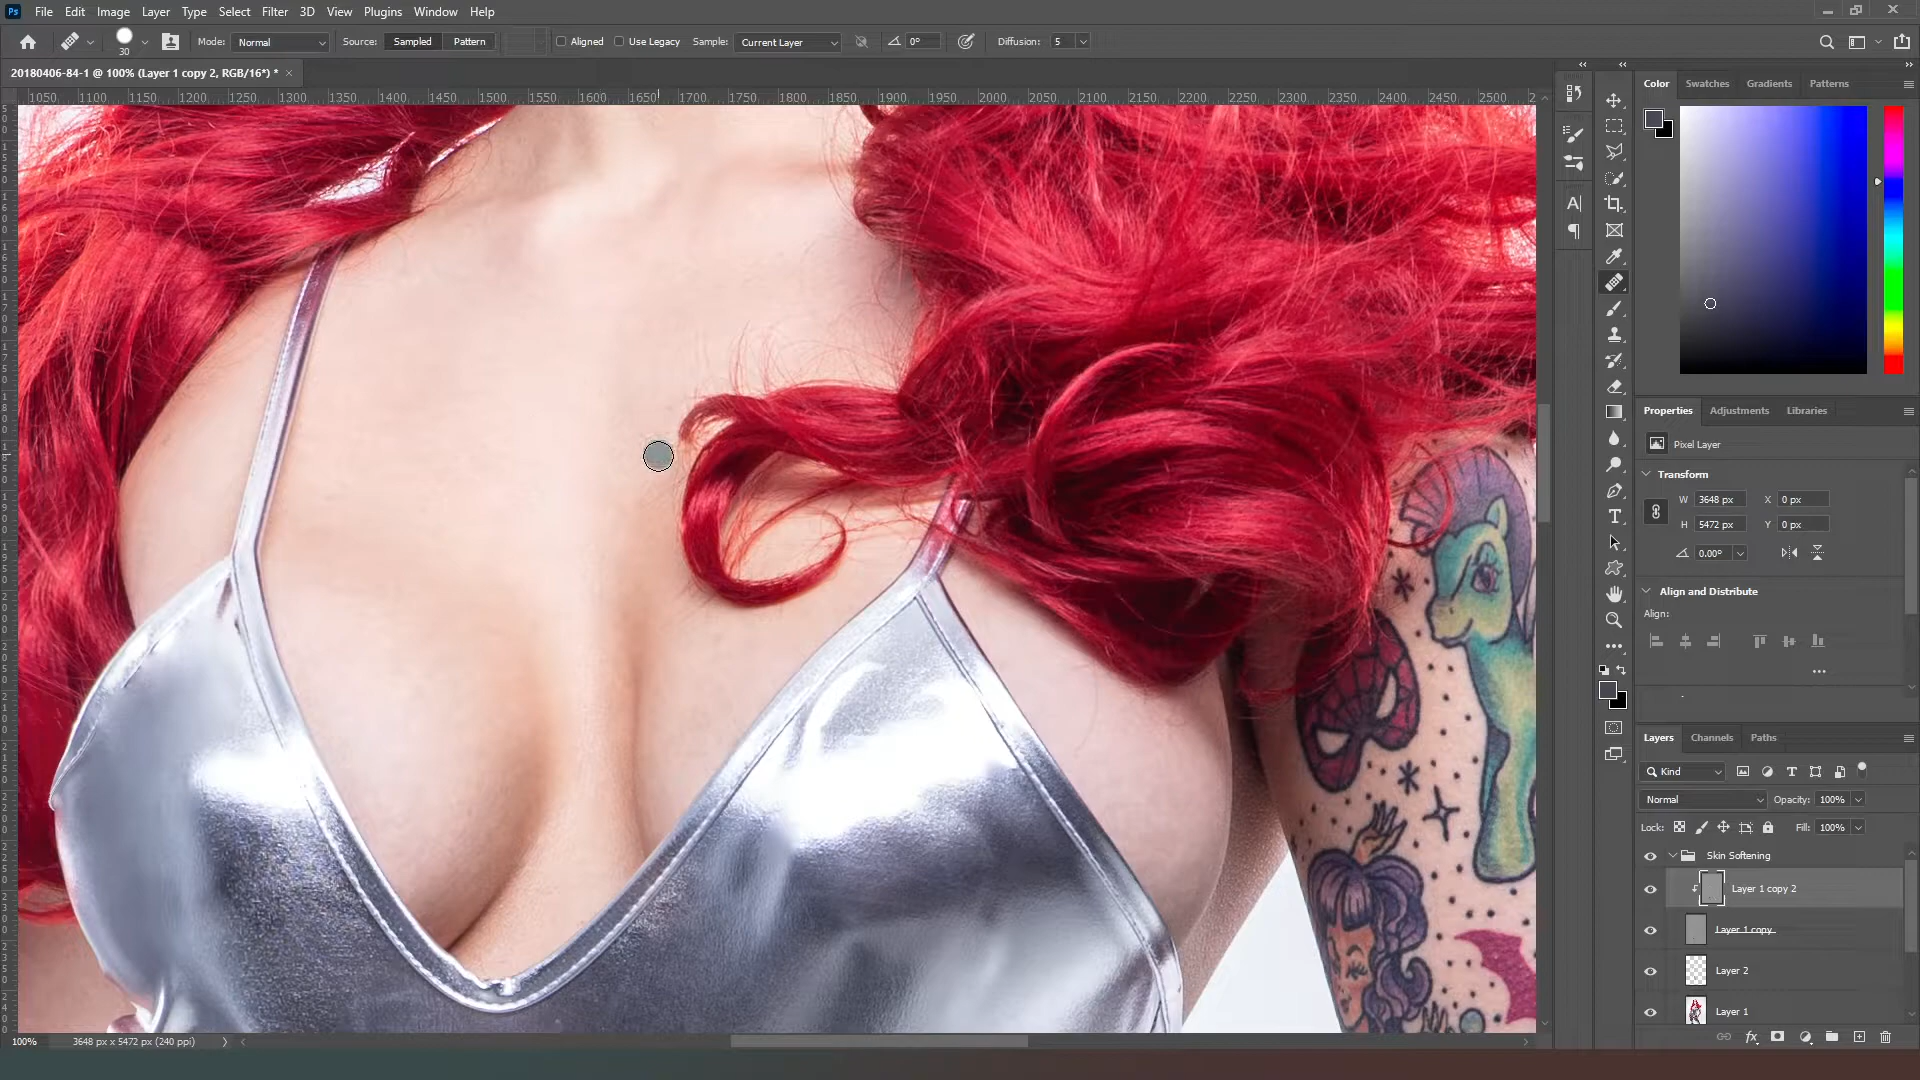 Ps File Edit Image Layer Type Select Filter 3D View Plugins Window Help
30 Mode: Normal Source: Sampled Pattern Aligned Use Legacy Sample: Current Layer 0° Diffusion: 5
20180406-84-1 @ 100% (Layer 1 copy 2, RGB/16*) * ×
1050 1100 1150 1200 1250 1300 1350 1400 1450 1500 1550 1600 1650 1700 1750 1800 1850 1900 1950 2000 2050 2100 2150 2200 2250 2300 2350 2400 2450 2500 2
Color Swatches Gradients Patterns
Properties Adjustments Libraries
Pixel Layer
Transform
W 3648 px X 0 px
H 5472 px Y 0 px
0.00°
Align and Distribute
Align:
Layers Channels Paths
Kind
Normal Opacity: 100%
Lock: Fill: 100%
Skin Softening
Layer 1 copy 2
Layer 1 copy
Layer 2
Layer 1
fx
100% 3648 px x 5472 px (240 ppi)